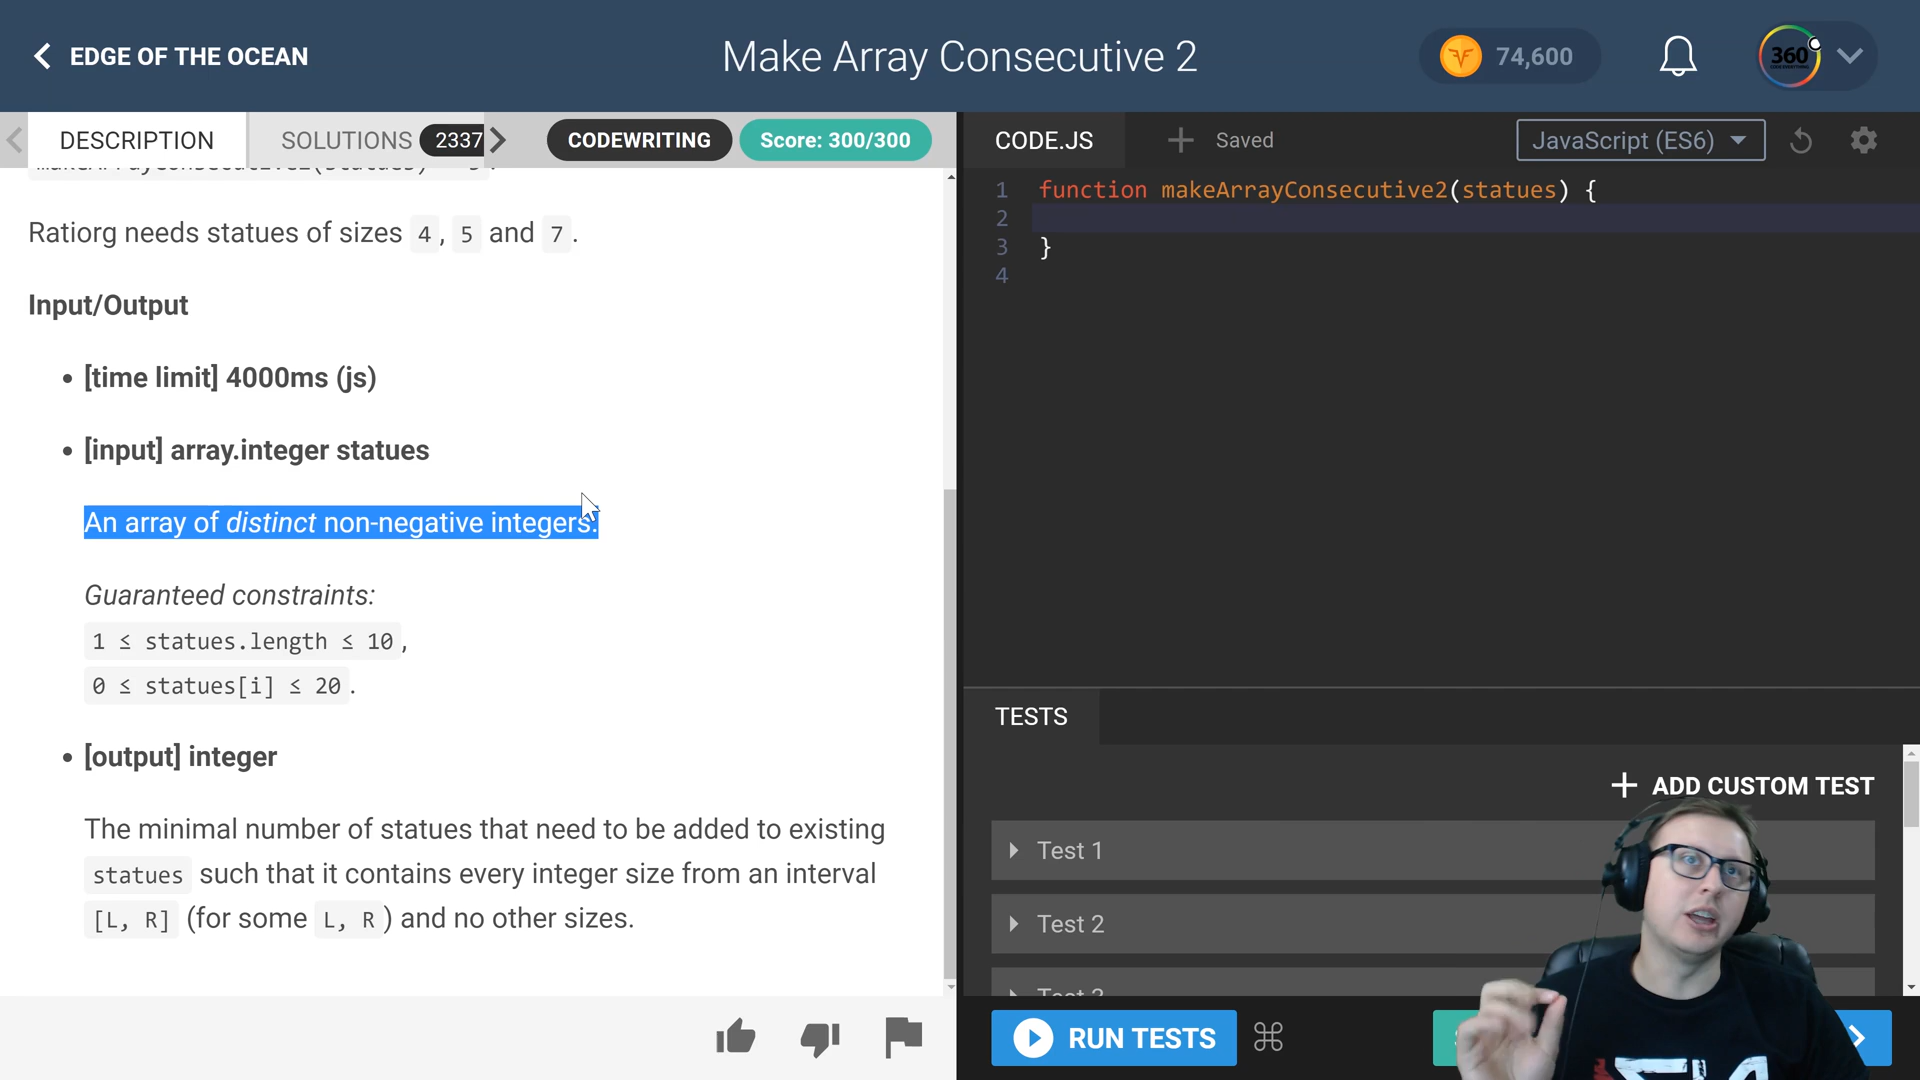 EDGE OF THE OCEAN
Make Array Consecutive 2
74,600
360
DESCRIPTION
SOLUTIONS 2337
CODEWRITING
Score: 300/300
Ratiorg needs statues of sizes 4, 5 and 7.
Input/Output
• [time limit] 4000ms (js)
• [input] array.integer statues
An array of distinct non-negative integers.
Guaranteed constraints:
1 ≤ statues.length ≤ 10,
0 ≤ statues[i] ≤ 20.
• [output] integer
The minimal number of statues that need to be added to existing
statues such that it contains every integer size from an interval
[L, R] (for some L, R) and no other sizes.
CODE.JS
+ Saved
JavaScript (ES6)
1 function makeArrayConsecutive2(statues) {
2
3 }
4
TESTS
+ ADD CUSTOM TEST
Test 1
Test 2
RUN TESTS